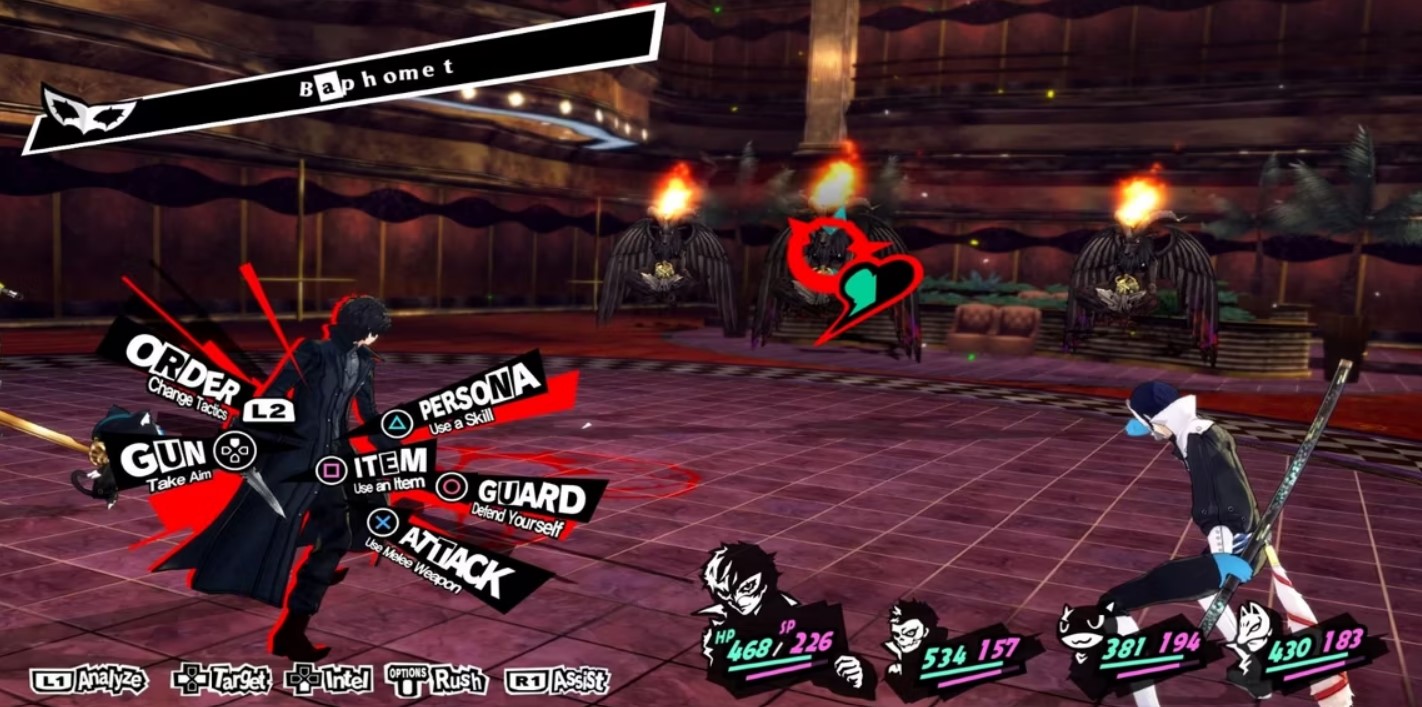 Baphomet
ORDER
Change Tactics
L2
GUN
Take Aim
PERSONA
Use a Skill
ITEM
Use an Item
GUARD
Defend Yourself
ATTACK
Use Melee Weapon
HP 468 / SP 226
534 157
381 194
430 183
L1 Analyze Target Intel OPTIONS Rush R1 Assist